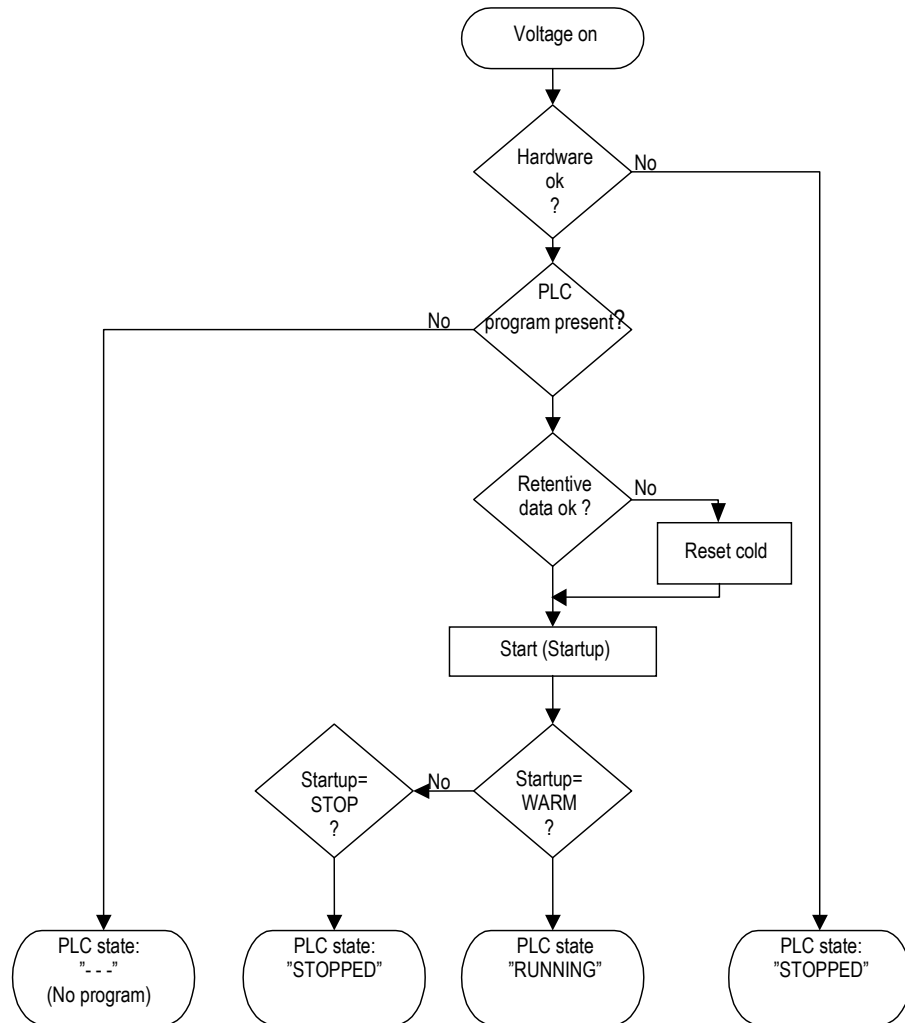 Voltage on
Hardware
ok
?
No
PLC
program present?
No
Retentive
data ok ?
No
Reset cold
Start (Startup)
Startup=
STOP
?
No
Startup=
WARM
?
PLC state:
"- - -"
(No program)
PLC state:
"STOPPED"
PLC state
"RUNNING"
PLC state:
"STOPPED"